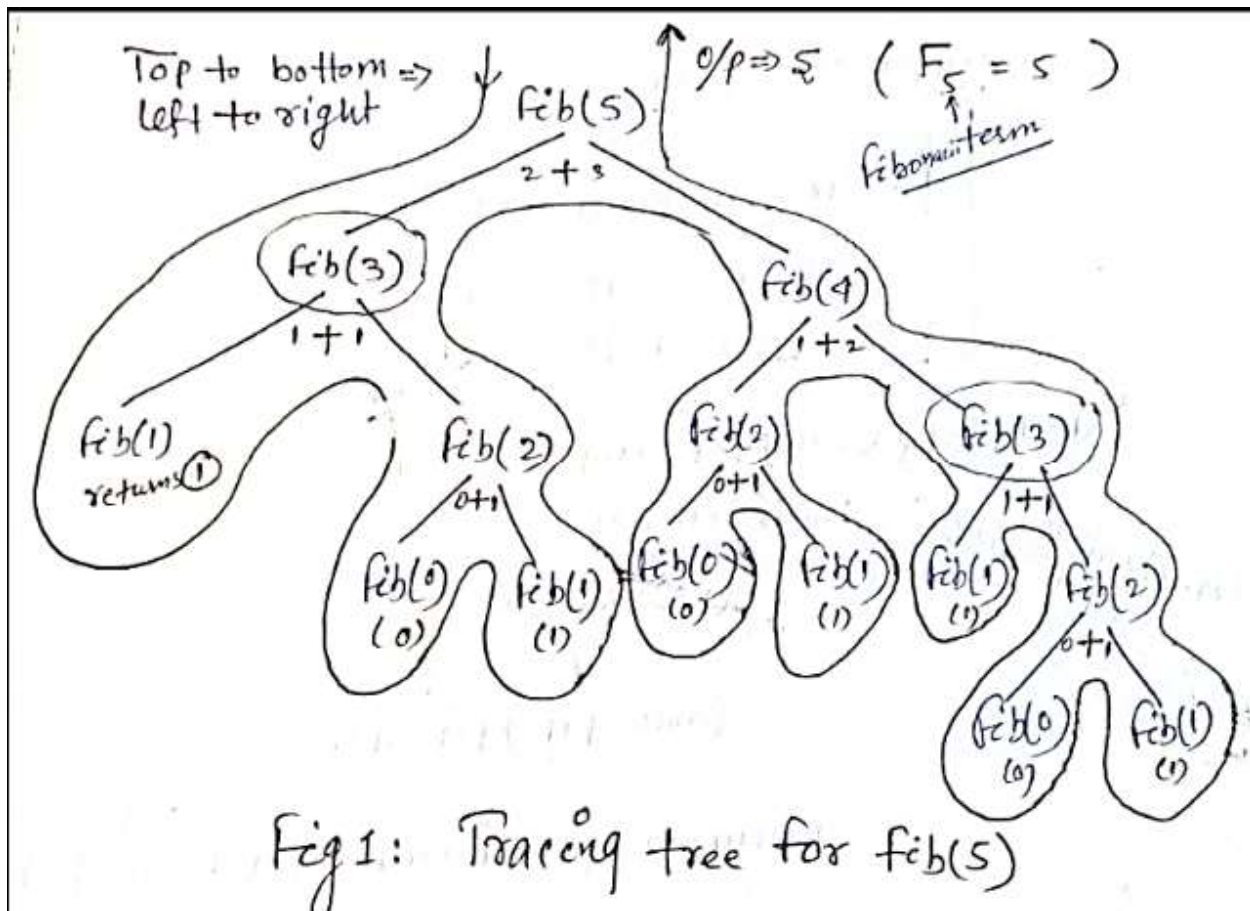 Top to bottom ⇒
left to right
O/P ⇒ 5 ( F5 = 5 )
fibonacci term
fib(5)
2 + 3
fib(3)
fib(4)
1 + 1
1 + 2
fib(1)
returns 1
fib(2)
fib(2)
fib(3)
0+1
0+1
1+1
fib(0)
(0)
fib(1)
(1)
fib(0)
(0)
fib(1)
(1)
fib(1)
(1)
fib(2)
0+1
fib(0)
(0)
fib(1)
(1)
Fig 1: Tracing tree for fib(5)